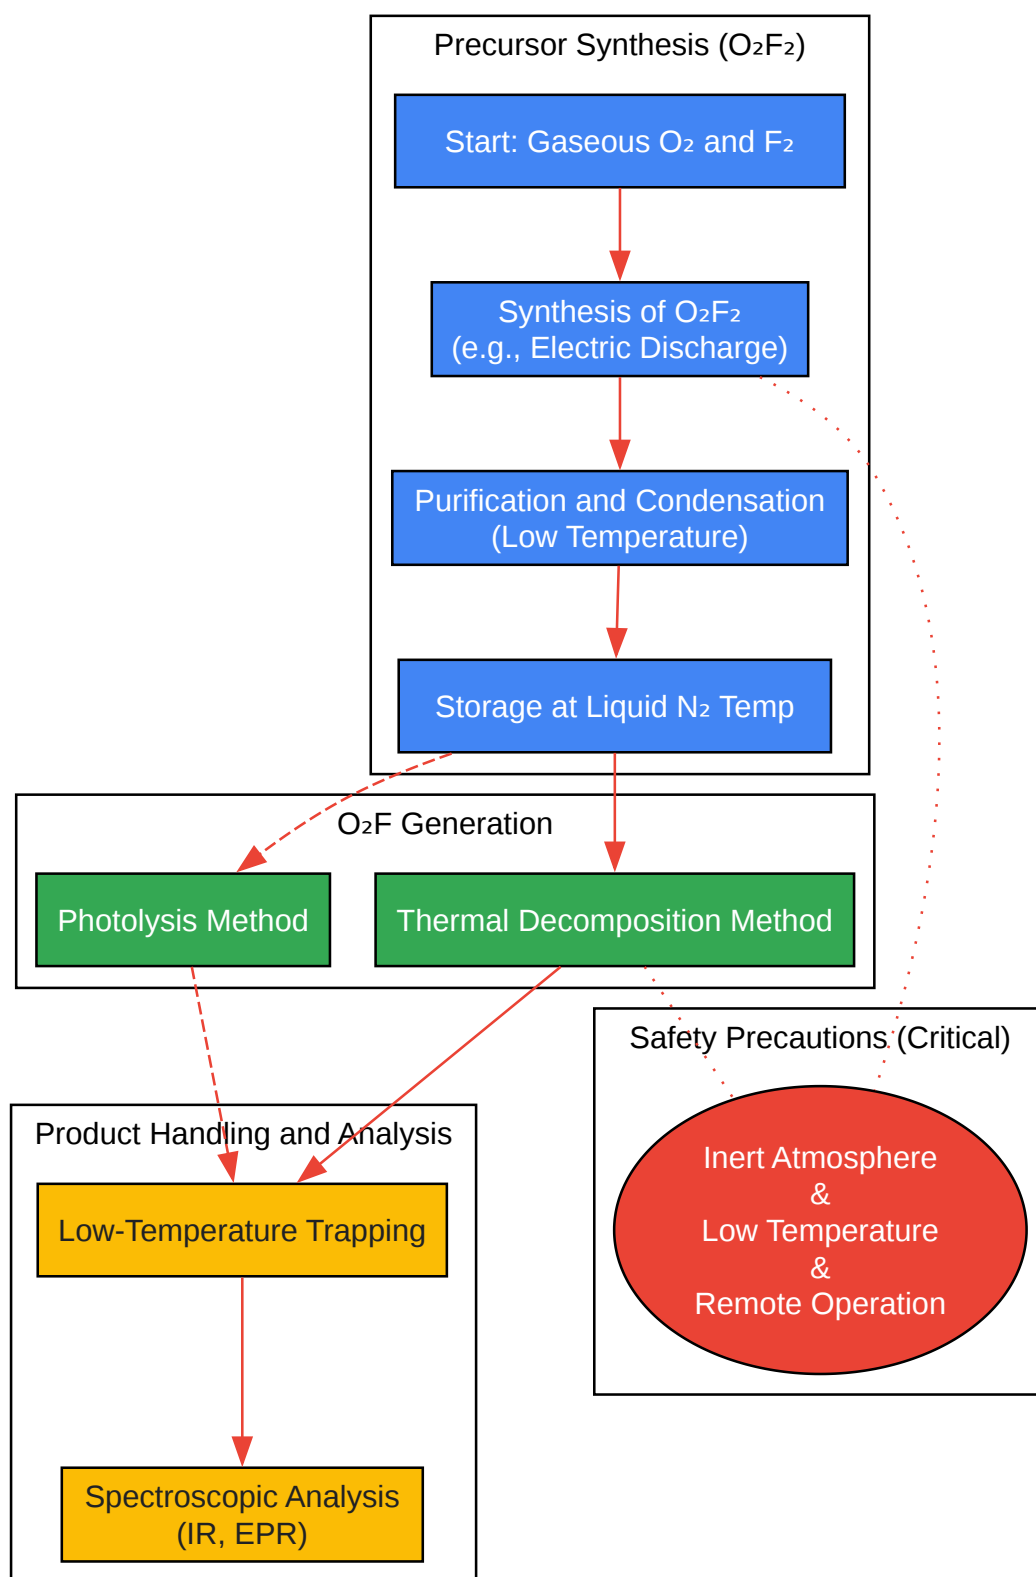 Precursor Synthesis (O₂F₂)
Start: Gaseous O₂ and F₂
Synthesis of O₂F₂
(e.g., Electric Discharge)
Purification and Condensation
(Low Temperature)
Storage at Liquid N₂ Temp
O₂F Generation
Photolysis Method
Thermal Decomposition Method
Safety Precautions (Critical)
Inert Atmosphere
&
Low Temperature
&
Remote Operation
Product Handling and Analysis
Low-Temperature Trapping
Spectroscopic Analysis
(IR, EPR)